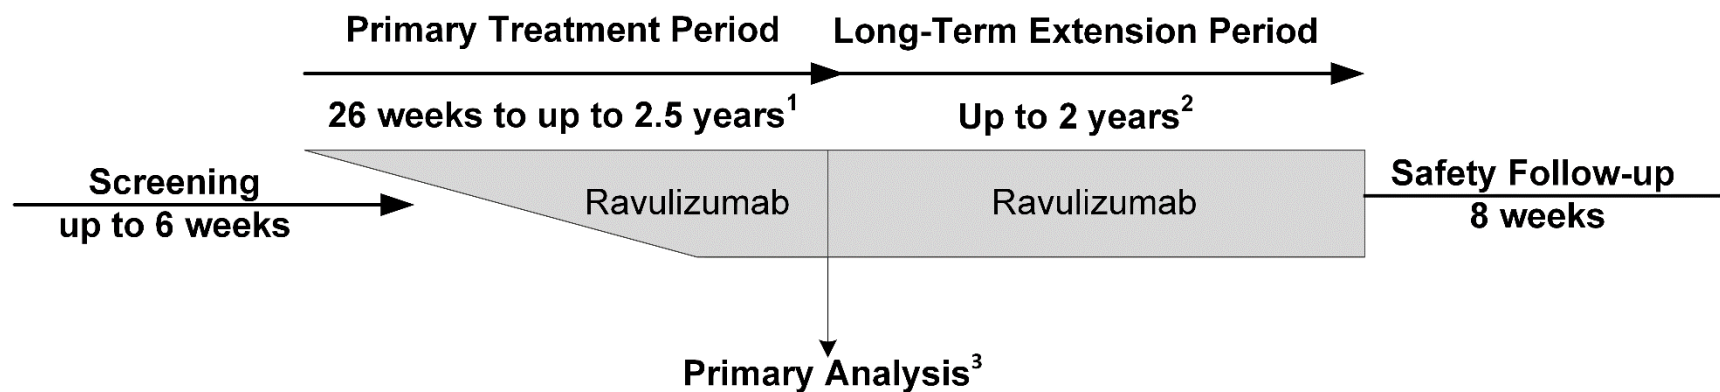 Primary Treatment Period
Long-Term Extension Period
26 weeks to up to 2.5 years¹
Up to 2 years²
Screening
up to 6 weeks
Ravulizumab
Ravulizumab
Safety Follow-up
8 weeks
Primary Analysis³